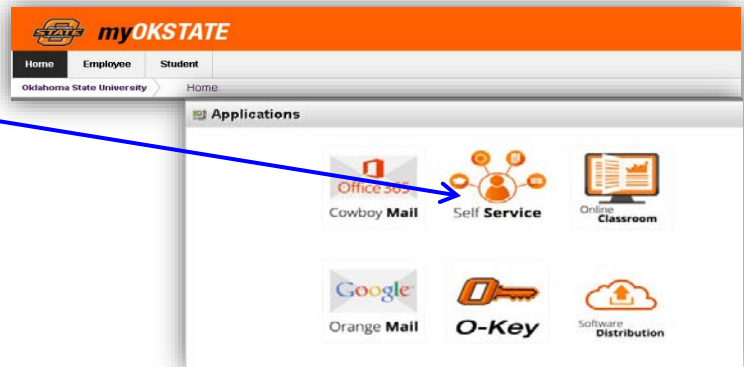 STATE myOKSTATE
Home Employee Student
Oklahoma State University Home
Applications
Office 365
Cowboy Mail
Self Service
Online
Classroom
Google
Orange Mail
O-Key
Software
Distribution